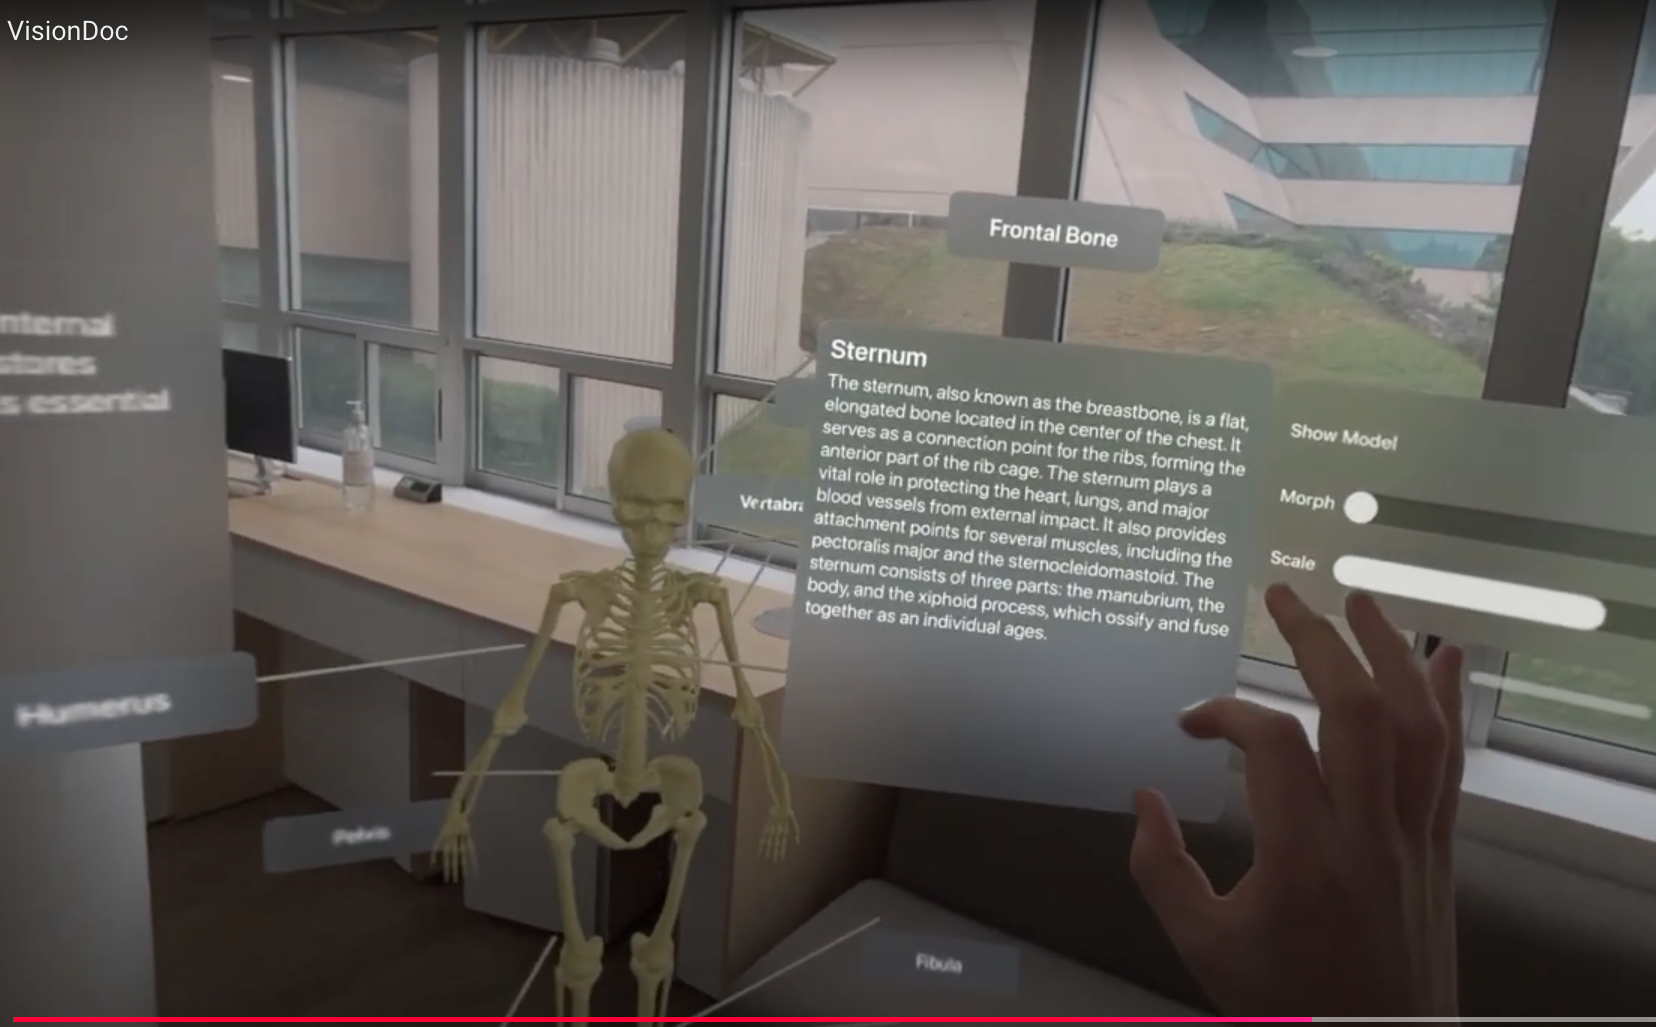 VisionDoc
Frontal Bone
nternal
stores
s essential
Sternum
The sternum, also known as the breastbone, is a flat,
elongated bone located in the center of the chest. It
serves as a connection point for the ribs, forming the
anterior part of the rib cage. The sternum plays a
vital role in protecting the heart, lungs, and major
blood vessels from external impact. It also provides
attachment points for several muscles, including the
pectoralis major and the sternocleidomastoid. The
sternum consists of three parts: the manubrium, the
body, and the xiphoid process, which ossify and fuse
together as an individual ages.
Show Model
Morph
Scale
Vertabra
Humerus
Pelvis
Fibula